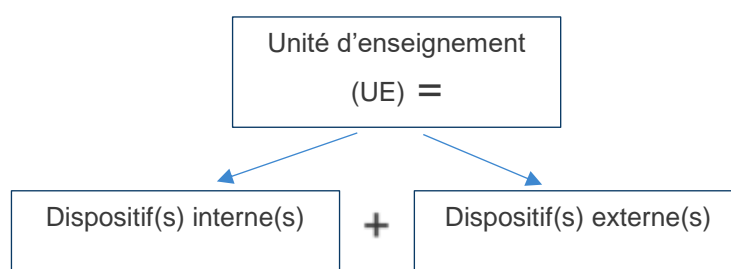 Unité d’enseignement
(UE) =
Dispositif(s) interne(s) + Dispositif(s) externe(s)